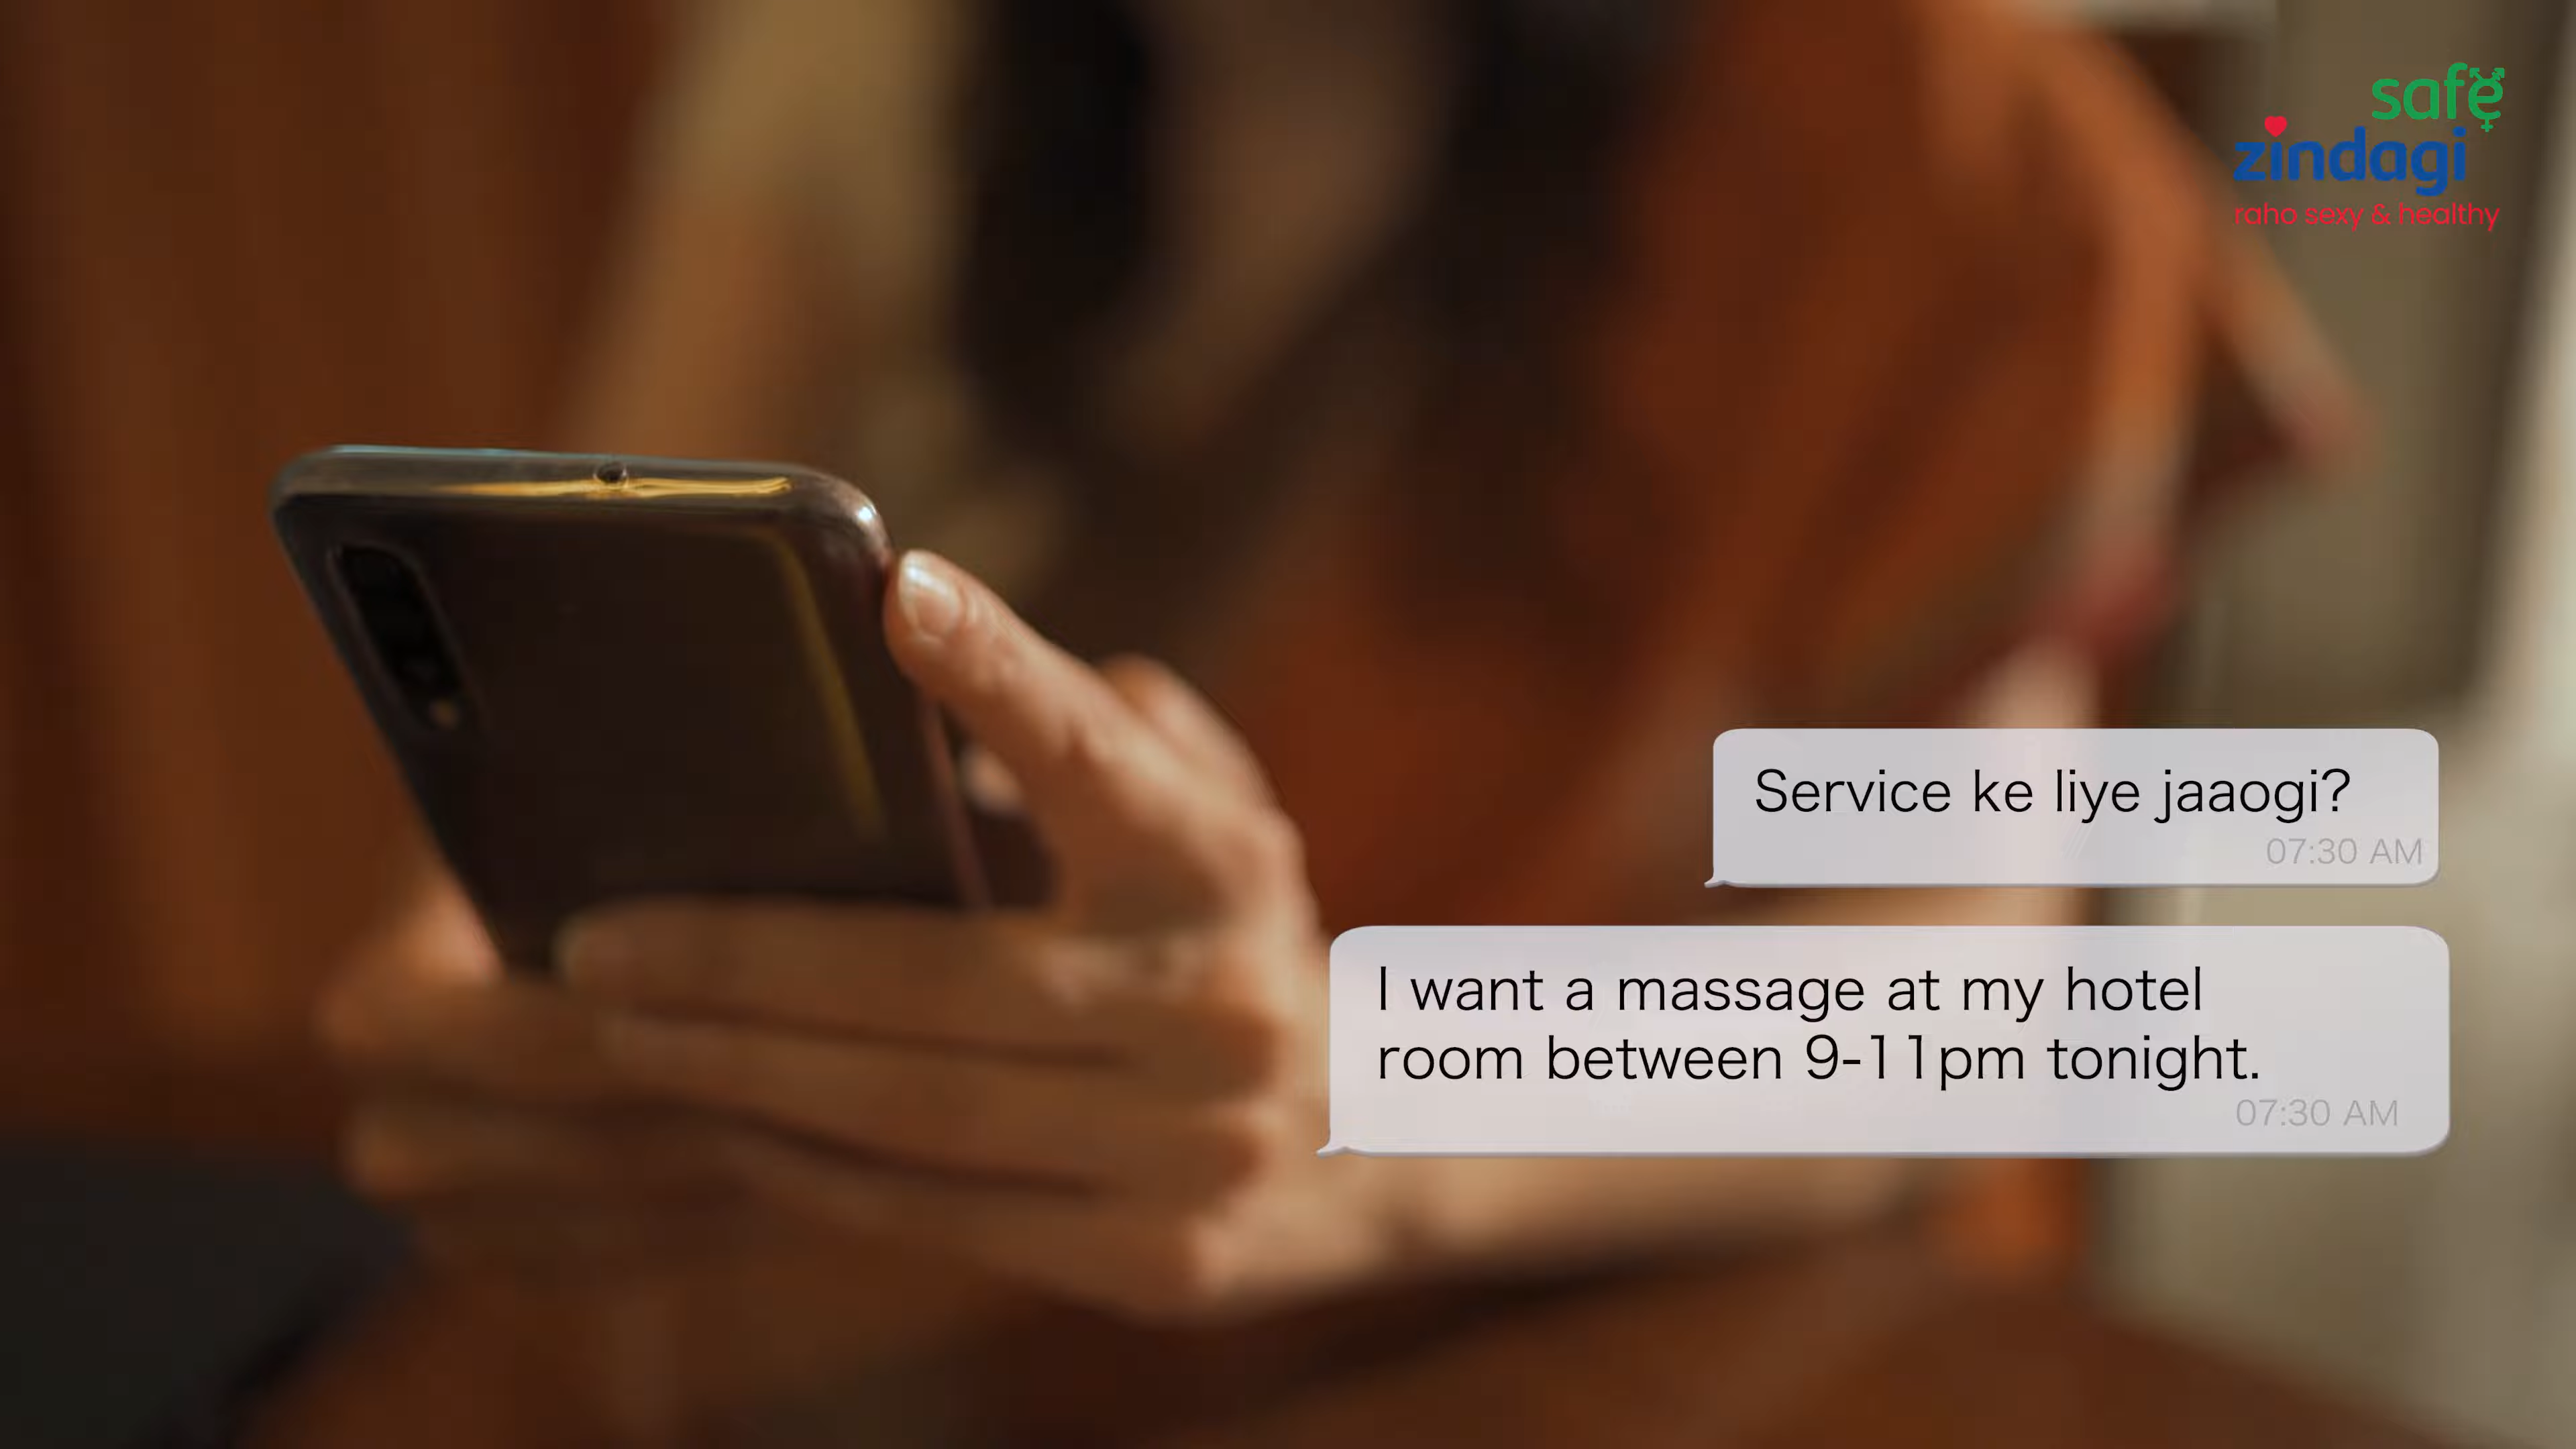 safe
zindagi
raho sexy & healthy
Service ke liye jaaogi?
07:30 AM
I want a massage at my hotel
room between 9-11pm tonight.
07:30 AM